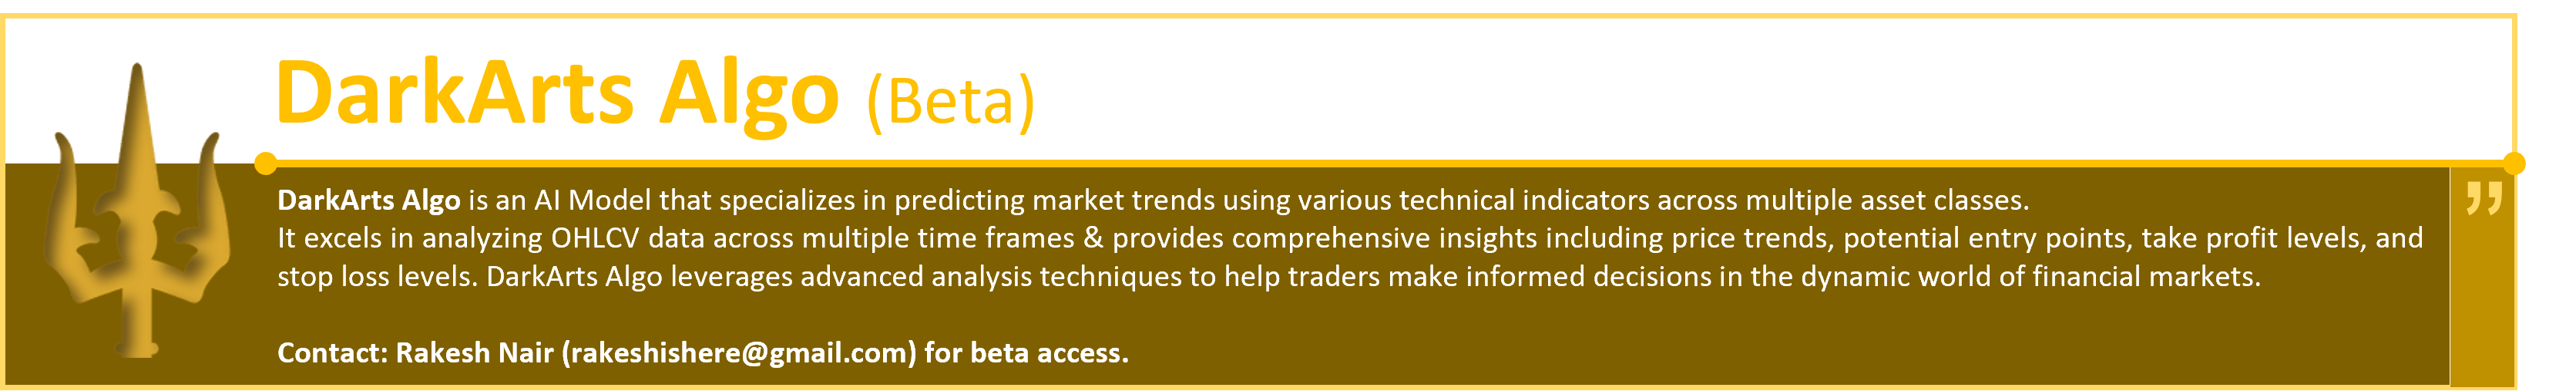 DarkArts Algo (Beta)
DarkArts Algo is an AI Model that specializes in predicting market trends using various technical indicators across multiple asset classes.
It excels in analyzing OHLCV data across multiple time frames & provides comprehensive insights including price trends, potential entry points, take profit levels, and
stop loss levels. DarkArts Algo leverages advanced analysis techniques to help traders make informed decisions in the dynamic world of financial markets.
Contact: Rakesh Nair (rakeshishere@gmail.com) for beta access.
”